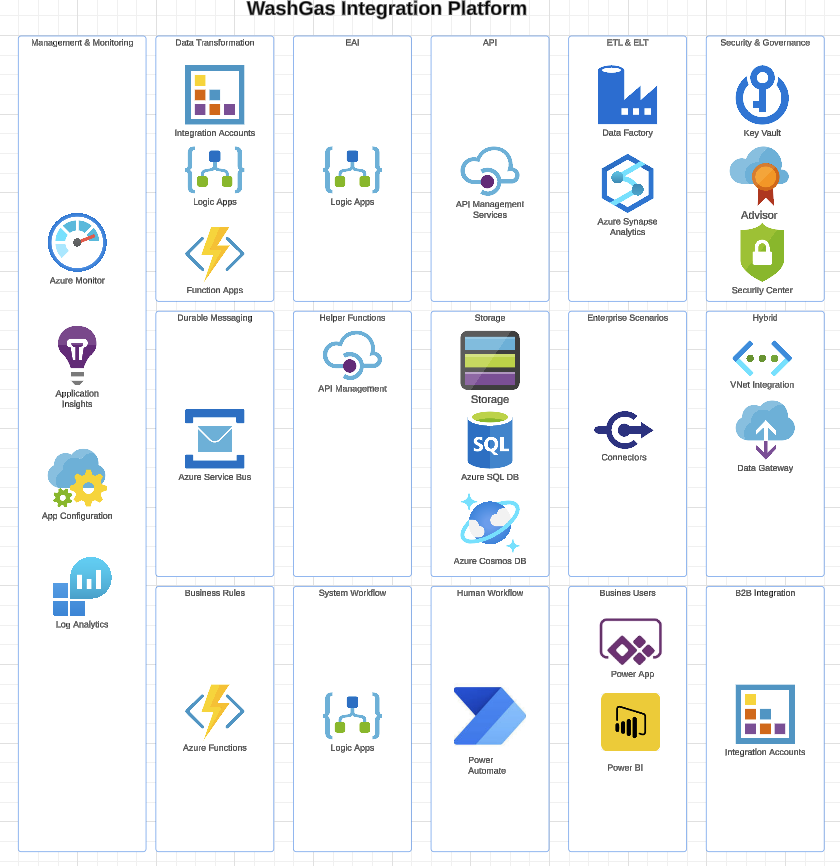 WashGas Integration Platform
Management & Monitoring
Azure Monitor
Application
Insights
App Configuration
Log Analytics
Data Transformation
Integration Accounts
Logic Apps
Function Apps
EAI
Logic Apps
API
API Management
Services
ETL & ELT
Data Factory
Azure Synapse
Analytics
Security & Governance
Key Vault
Advisor
Security Center
Durable Messaging
Azure Service Bus
Helper Functions
API Management
Storage
Storage
SQL
Azure SQL DB
Azure Cosmos DB
Enterprise Scenarios
Connectors
Hybrid
VNet Integration
Data Gateway
Business Rules
Azure Functions
System Workflow
Logic Apps
Human Workflow
Power
Automate
Busines Users
Power App
Power BI
B2B Integration
Integration Accounts